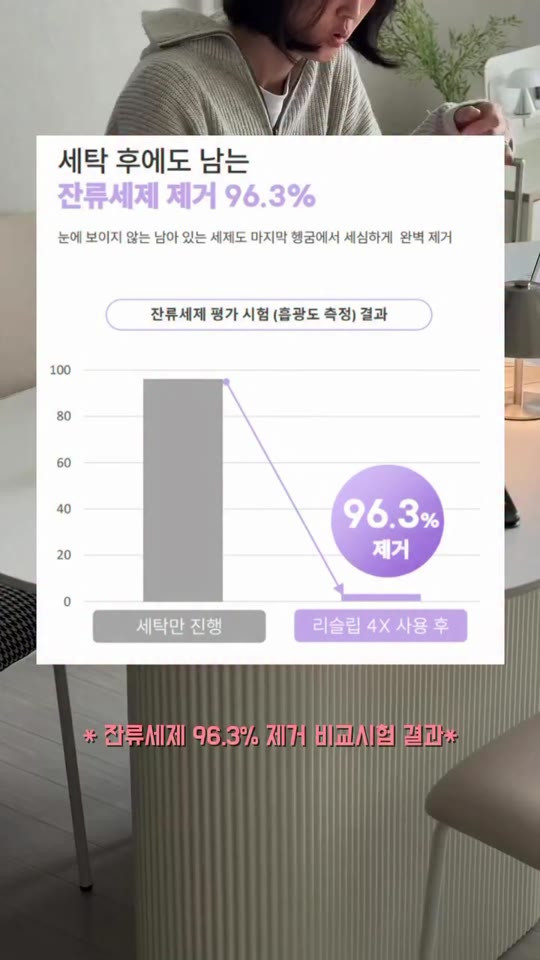 세탁 후에도 남는
잔류세제 제거 96.3%
눈에 보이지 않는 남아 있는 세제도 마지막 헹굼에서 세심하게 완벽 제거
잔류세제 평가 시험 (흡광도 측정) 결과
100
80
60
40
20
0
96.3%
제거
세탁만 진행
리슬립 4X 사용 후
* 잔류세제 96.3% 제거 비교시험 결과*